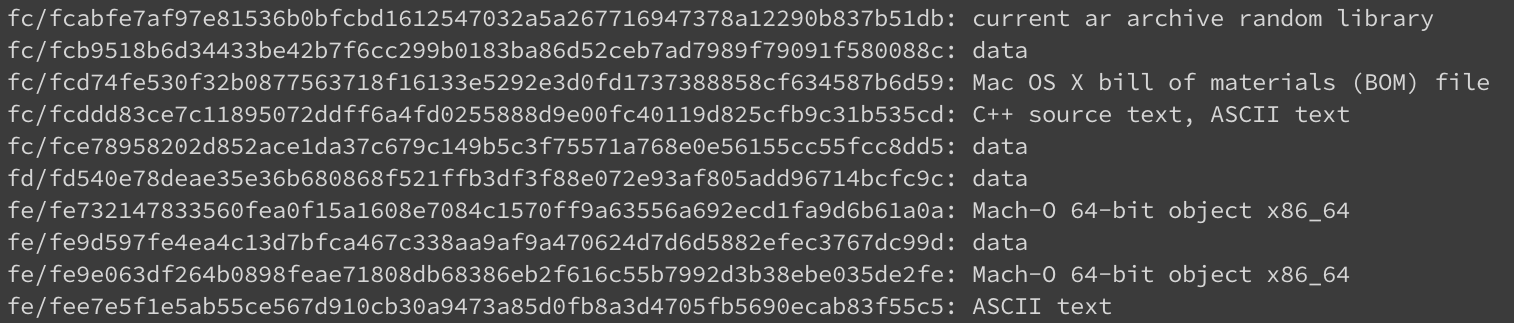 fc/fcabfe7af97e81536b0bfcbd1612547032a5a267716947378a12290b837b51db: current ar archive random library
fc/fcb9518b6d34433be42b7f6cc299b0183ba86d52ceb7ad7989f79091f580088c: data
fc/fcd74fe530f32b0877563718f16133e5292e3d0fd1737388858cf634587b6d59: Mac OS X bill of materials (BOM) file
fc/fcddd83ce7c11895072ddff6a4fd0255888d9e00fc40119d825cfb9c31b535cd: C++ source text, ASCII text
fc/fce78958202d852ace1da37c679c149b5c3f75571a768e0e56155cc55fcc8dd5: data
fd/fd540e78deae35e36b680868f521ffb3df3f88e072e93af805add96714bcfc9c: data
fe/fe732147833560fea0f15a1608e7084c1570ff9a63556a692ecd1fa9d6b61a0a: Mach-O 64-bit object x86_64
fe/fe9d597fe4ea4c13d7bfca467c338aa9af9a470624d7d6d5882efec3767dc99d: data
fe/fe9e063df264b0898feae71808db68386eb2f616c55b7992d3b38ebe035de2fe: Mach-O 64-bit object x86_64
fe/fee7e5f1e5ab55ce567d910cb30a9473a85d0fb8a3d4705fb5690ecab83f55c5: ASCII text